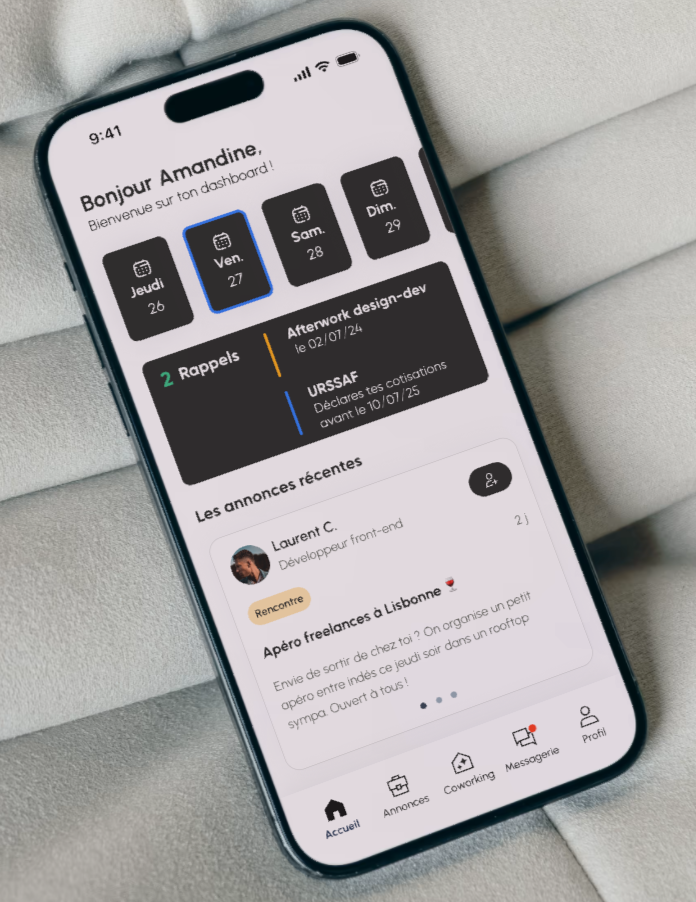 9:41
Bonjour Amandine,
Bienvenue sur ton dashboard !
Jeudi
26
Ven.
27
Sam.
28
Dim.
29
2 Rappels
Afterwork design-dev
le 02/07/24
URSSAF
Déclares tes cotisations
avant le 10/07/25
Les annonces récentes
Laurent C.
Développeur front-end
2 j
Rencontre
Apéro freelances à Lisbonne 🍷
Envie de sortir de chez toi ? On organise un petit
apéro entre indés ce jeudi soir dans un rooftop
sympa. Ouvert à tous !
Accueil
Annonces
Coworking
Messagerie
Profil